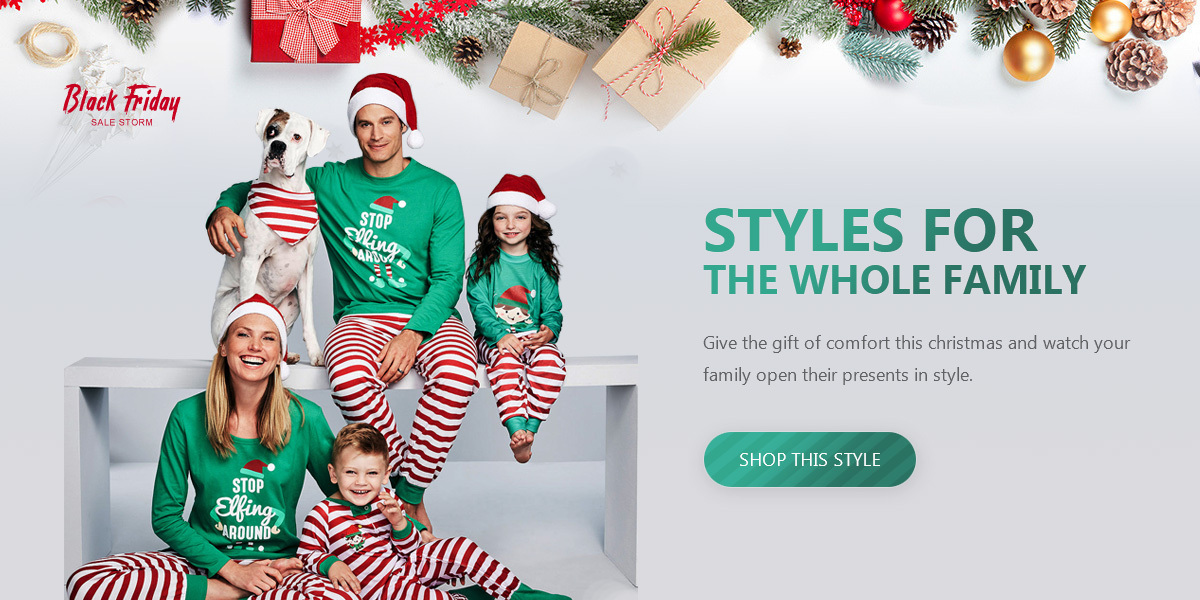 Black Friday
SALE STORM
STOP
Elfing
AROUND
STYLES FOR
THE WHOLE FAMILY
Give the gift of comfort this christmas and watch your
family open their presents in style.
SHOP THIS STYLE
STOP
Elfing
AROUND